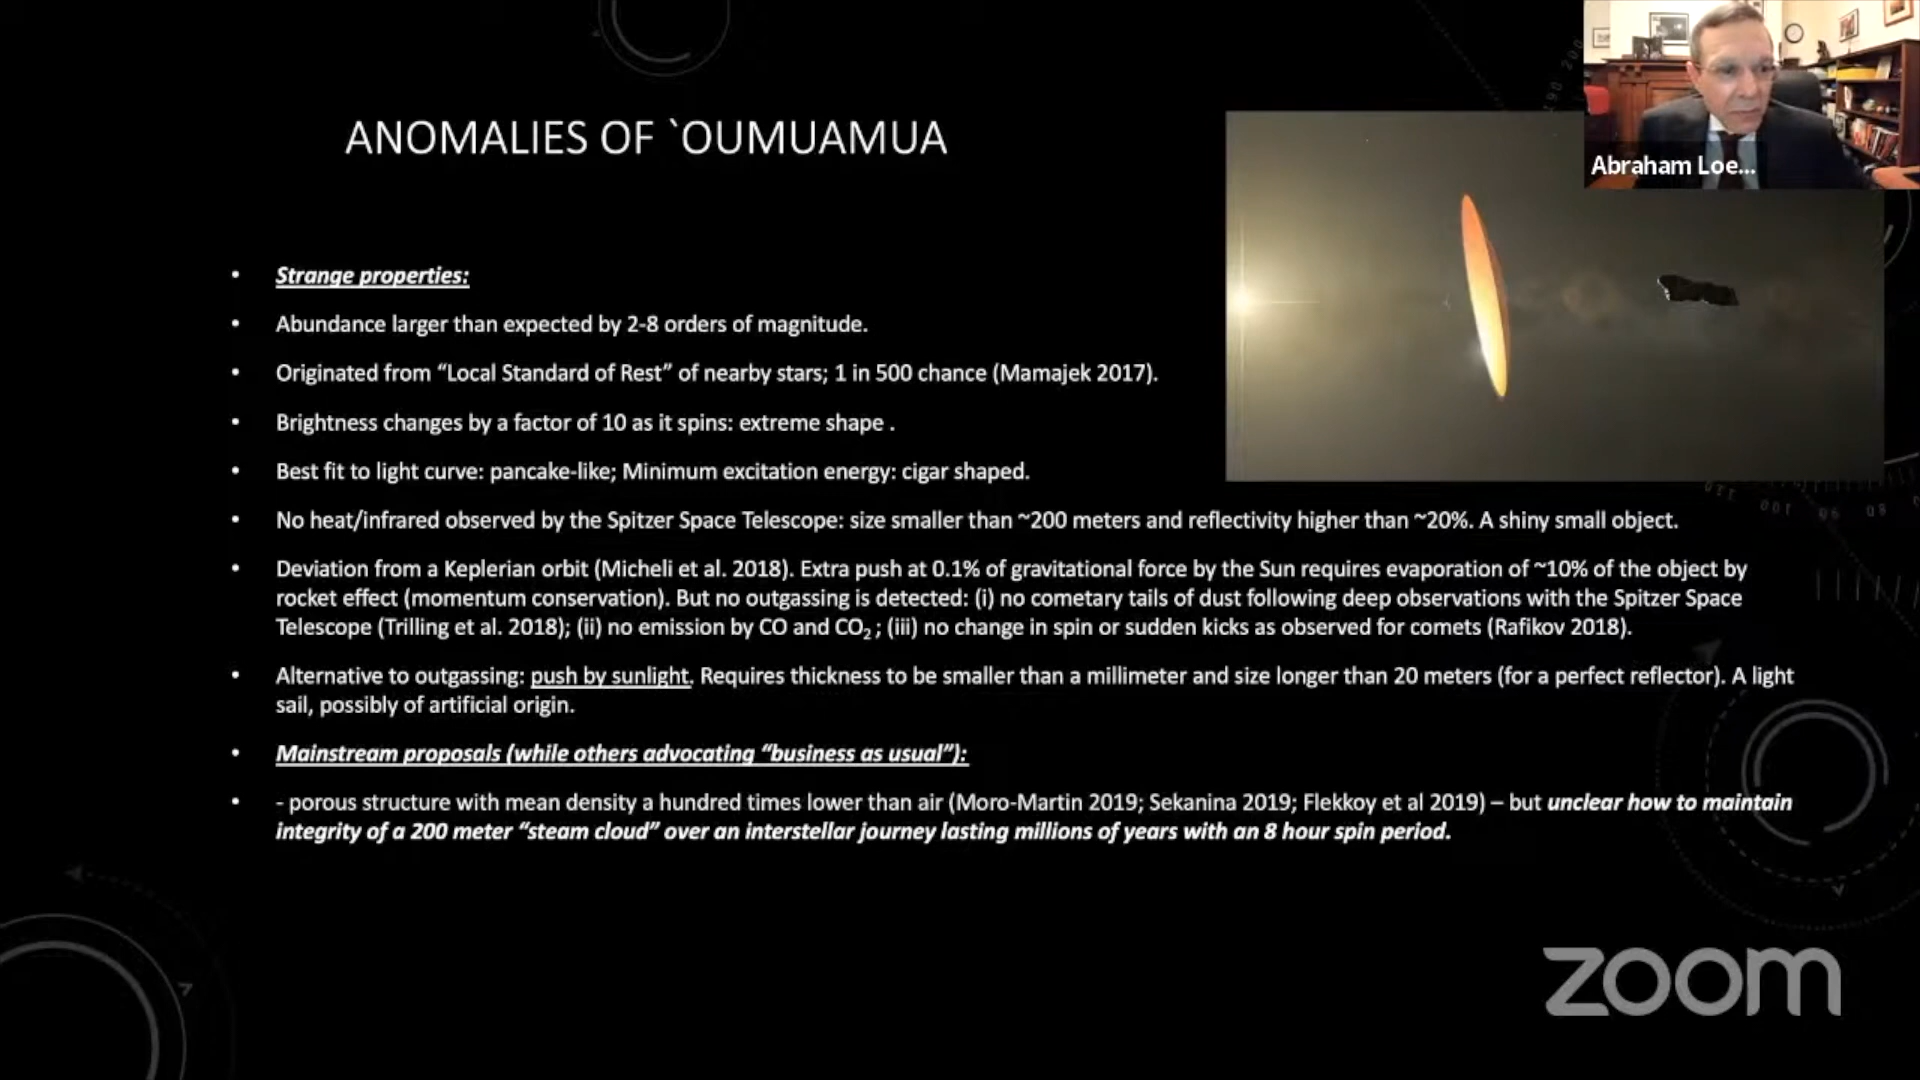 Abraham Loe...
ANOMALIES OF `OUMUAMUA
• Strange properties:
• Abundance larger than expected by 2-8 orders of magnitude.
• Originated from “Local Standard of Rest” of nearby stars; 1 in 500 chance (Mamajek 2017).
• Brightness changes by a factor of 10 as it spins: extreme shape .
• Best fit to light curve: pancake-like; Minimum excitation energy: cigar shaped.
• No heat/infrared observed by the Spitzer Space Telescope: size smaller than ~200 meters and reflectivity higher than ~20%. A shiny small object.
• Deviation from a Keplerian orbit (Micheli et al. 2018). Extra push at 0.1% of gravitational force by the Sun requires evaporation of ~10% of the object by
rocket effect (momentum conservation). But no outgassing is detected: (i) no cometary tails of dust following deep observations with the Spitzer Space
Telescope (Trilling et al. 2018); (ii) no emission by CO and CO₂ ; (iii) no change in spin or sudden kicks as observed for comets (Rafikov 2018).
• Alternative to outgassing: push by sunlight. Requires thickness to be smaller than a millimeter and size longer than 20 meters (for a perfect reflector). A light
sail, possibly of artificial origin.
• Mainstream proposals (while others advocating “business as usual”):
• - porous structure with mean density a hundred times lower than air (Moro-Martin 2019; Sekanina 2019; Flekkoy et al 2019) – but unclear how to maintain
integrity of a 200 meter “steam cloud” over an interstellar journey lasting millions of years with an 8 hour spin period.
zoom